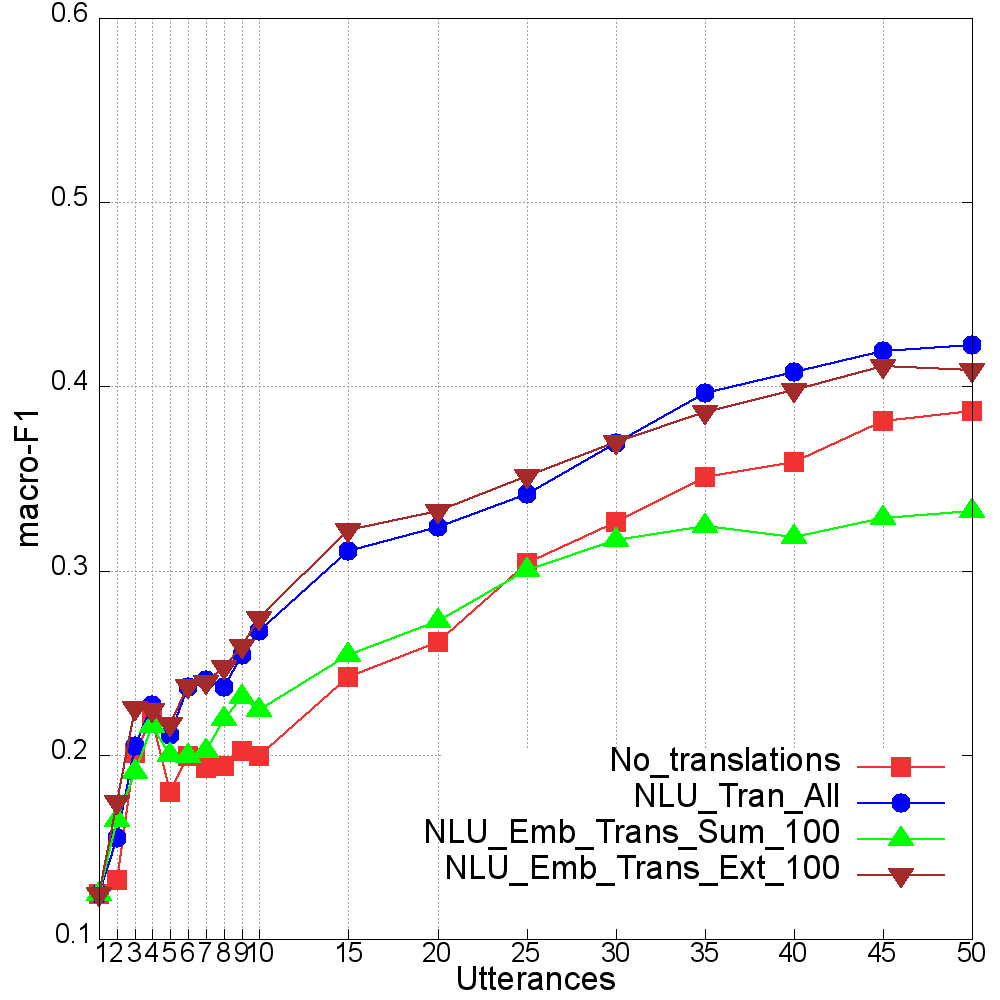 0.6
0.5
0.4
0.3
0.2
0.1
macro-F1
No_translations
NLU_Tran_All
NLU_Emb_Trans_Sum_100
NLU_Emb_Trans_Ext_100
1 2 3 4 5 6 7 8 9 10 15 20 25 30 35 40 45 50
Utterances